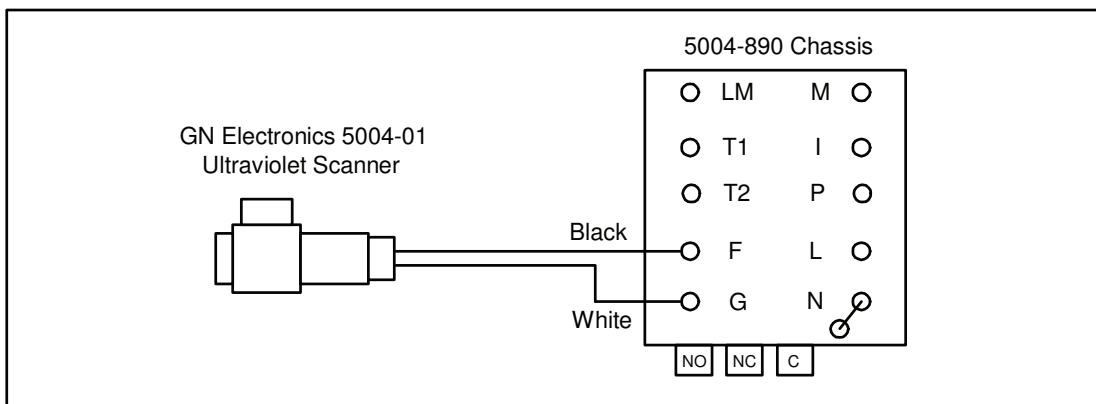 5004-890 Chassis
GN Electronics 5004-01
Ultraviolet Scanner
LM M
T1 I
T2 P
Black
F L
G N
White
NO NC C